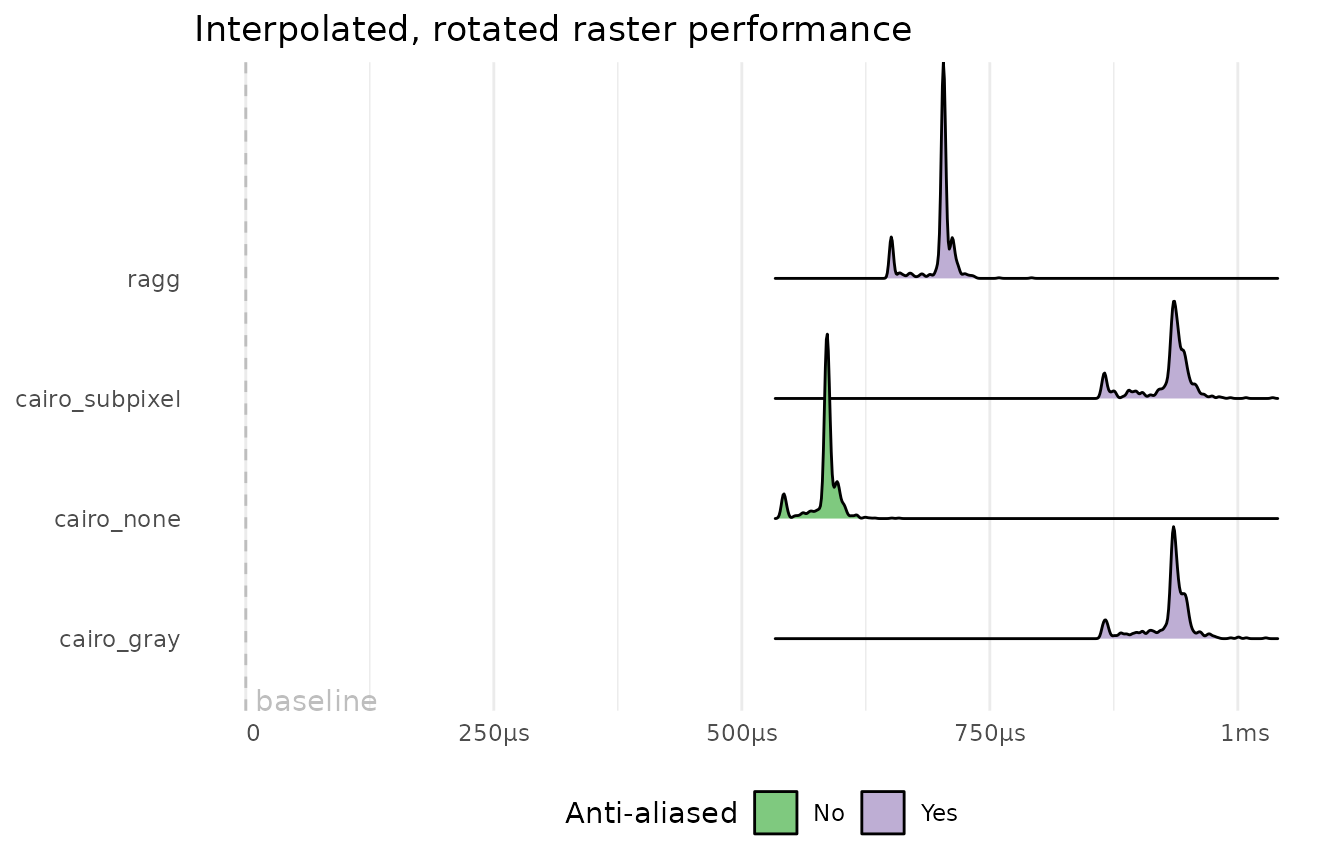 Interpolated, rotated raster performance
ragg
cairo_subpixel
cairo_none
cairo_gray
baseline
0 250µs 500µs 750µs 1ms
Anti-aliased No Yes